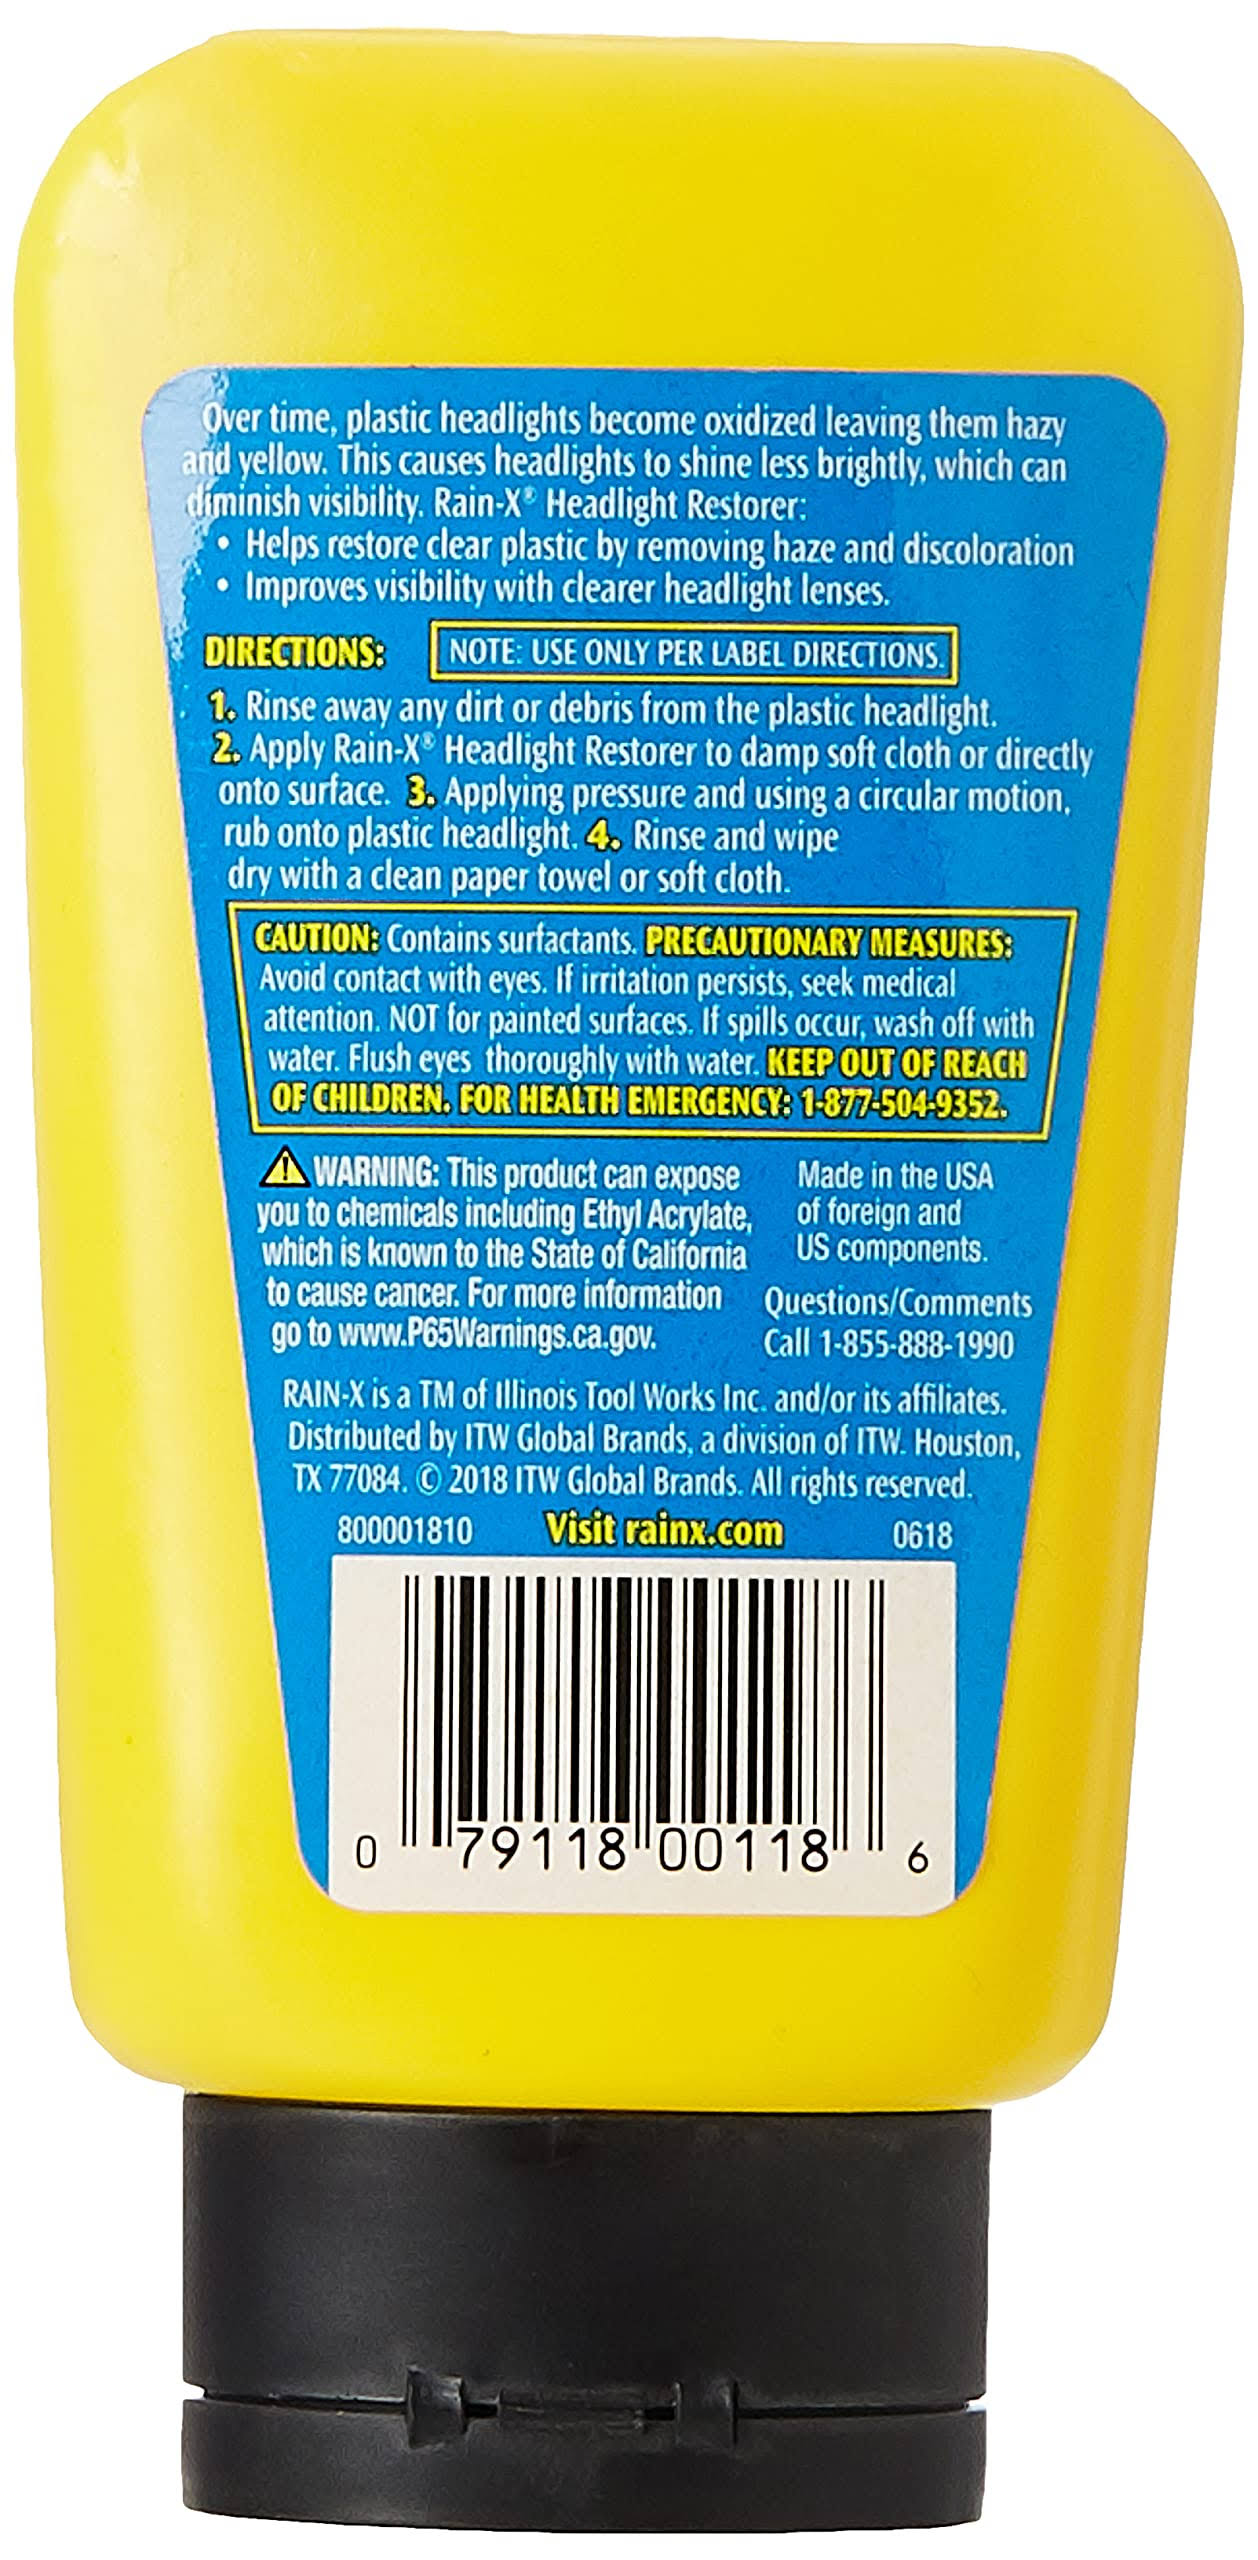 Over time, plastic headlights become oxidized leaving them hazy
and yellow. This causes headlights to shine less brightly, which can
diminish visibility. Rain-X® Headlight Restorer:
• Helps restore clear plastic by removing haze and discoloration
• Improves visibility with clearer headlight lenses.
DIRECTIONS: NOTE: USE ONLY PER LABEL DIRECTIONS.
1. Rinse away any dirt or debris from the plastic headlight.
2. Apply Rain-X® Headlight Restorer to damp soft cloth or directly
onto surface. 3. Applying pressure and using a circular motion,
rub onto plastic headlight. 4. Rinse and wipe
dry with a clean paper towel or soft cloth.
CAUTION: Contains surfactants. PRECAUTIONARY MEASURES:
Avoid contact with eyes. If irritation persists, seek medical
attention. NOT for painted surfaces. If spills occur, wash off with
water. Flush eyes thoroughly with water. KEEP OUT OF REACH
OF CHILDREN. FOR HEALTH EMERGENCY: 1-877-504-9352.
WARNING: This product can expose
you to chemicals including Ethyl Acrylate,
which is known to the State of California
to cause cancer. For more information
go to www.P65Warnings.ca.gov.
Made in the USA
of foreign and
US components.
Questions/Comments
Call 1-855-888-1990
RAIN-X is a TM of Illinois Tool Works Inc. and/or its affiliates.
Distributed by ITW Global Brands, a division of ITW. Houston,
TX 77084. © 2018 ITW Global Brands. All rights reserved.
800001810 Visit rainx.com 0618
0 79118 00118 6